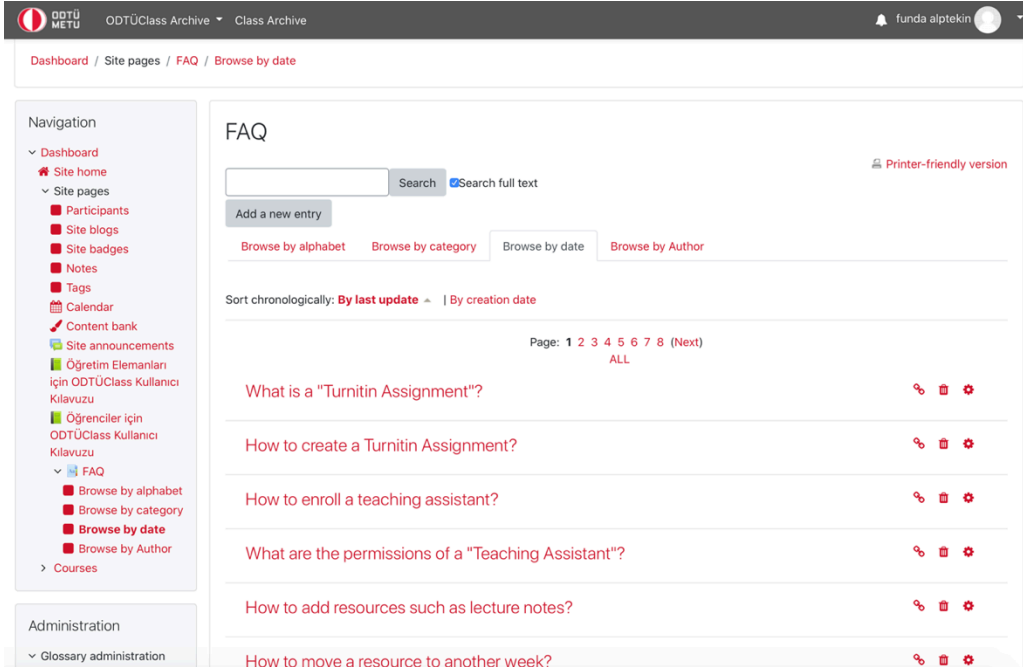 ODTÜ
METU
ODTÜClass Archive
Class Archive
funda alptekin
Dashboard / Site pages / FAQ / Browse by date
Navigation
Dashboard
Site home
Site pages
Participants
Site blogs
Site badges
Notes
Tags
Calendar
Content bank
Site announcements
Öğretim Elemanları
için ODTÜClass Kullanıcı
Kılavuzu
Öğrenciler için
ODTÜClass Kullanıcı
Kılavuzu
FAQ
Browse by alphabet
Browse by category
Browse by date
Browse by Author
Courses
Administration
Glossary administration
FAQ
Printer-friendly version
Search
Search full text
Add a new entry
Browse by alphabet
Browse by category
Browse by date
Browse by Author
Sort chronologically: By last update | By creation date
Page: 1 2 3 4 5 6 7 8 (Next)
ALL
What is a "Turnitin Assignment"?
How to create a Turnitin Assignment?
How to enroll a teaching assistant?
What are the permissions of a "Teaching Assistant"?
How to add resources such as lecture notes?
How to move a resource to another week?